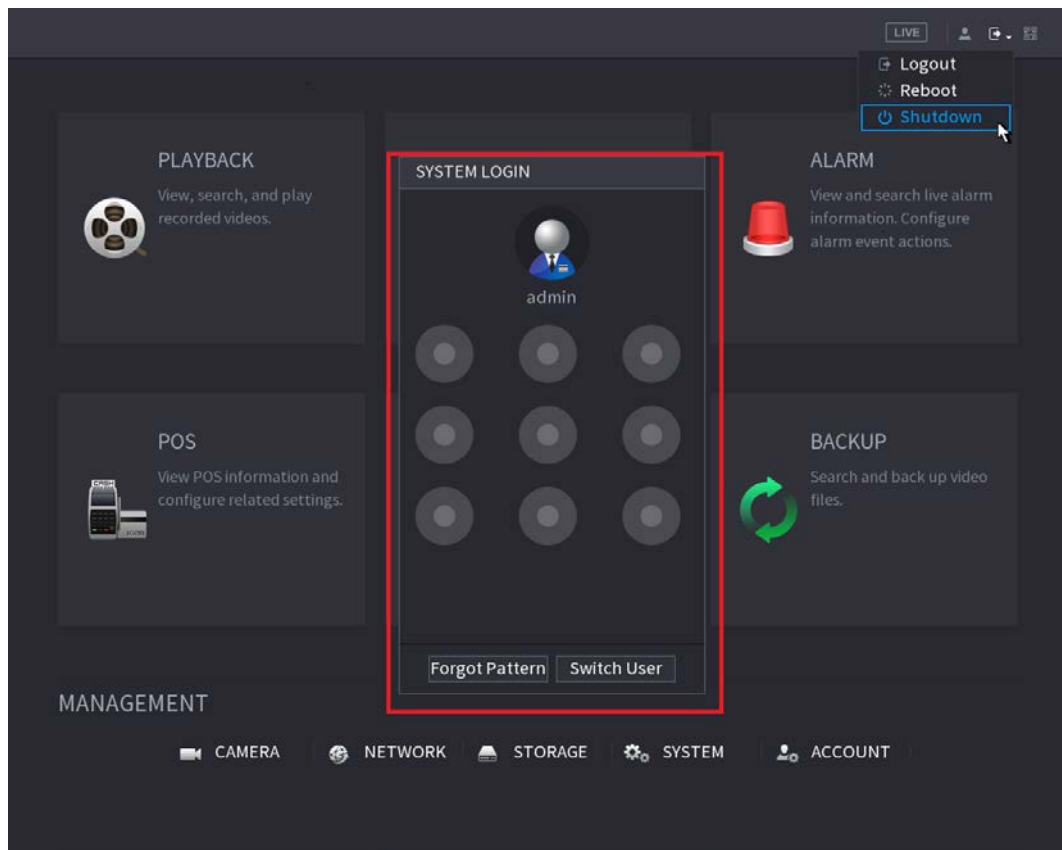 LIVE
Logout
Reboot
Shutdown
PLAYBACK
View, search, and play
recorded videos.
SYSTEM LOGIN
admin
Forgot Pattern
Switch User
ALARM
View and search live alarm
information. Configure
alarm event actions.
POS
View POS information and
configure related settings.
BACKUP
Search and back up video
files.
MANAGEMENT
CAMERA
NETWORK
STORAGE
SYSTEM
ACCOUNT